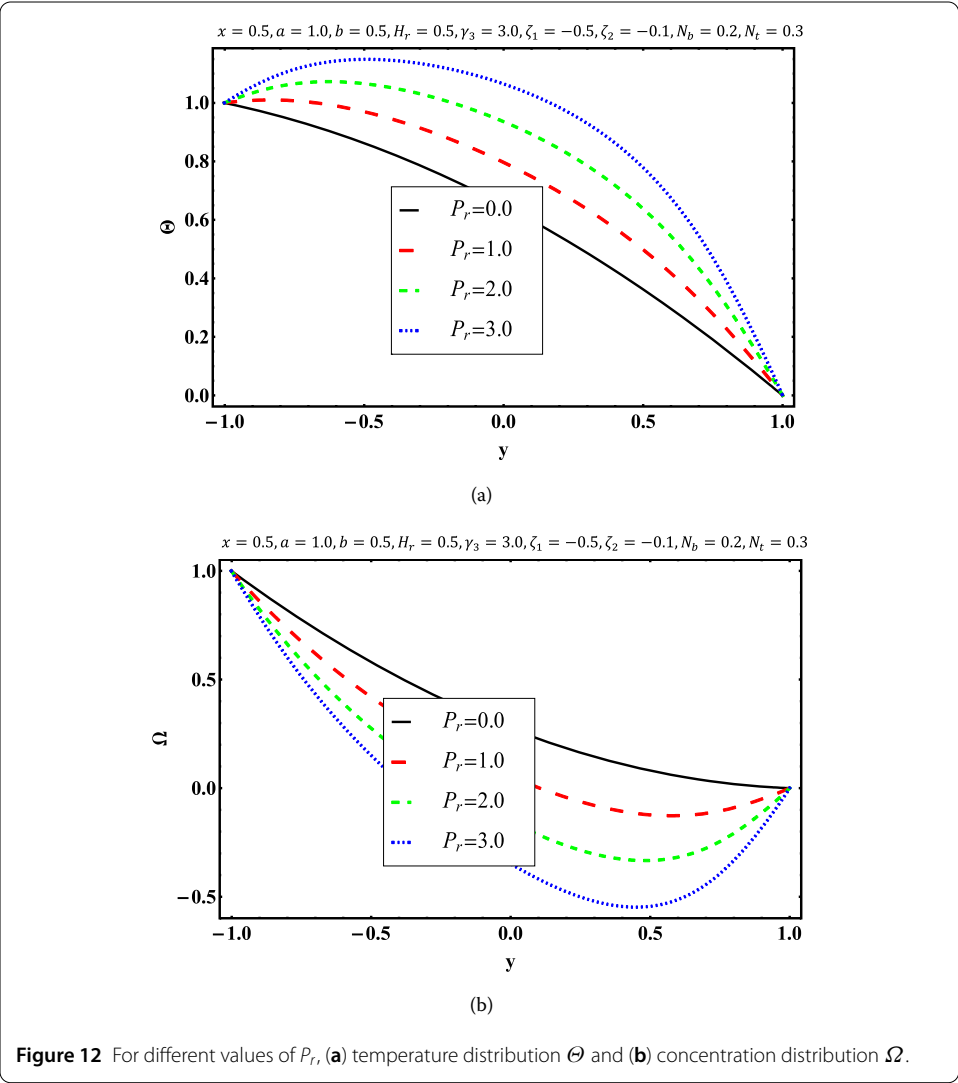 x = 0.5, a = 1.0, b = 0.5, H_r = 0.5, γ_3 = 3.0, ζ_1 = −0.5, ζ_2 = −0.1, N_b = 0.2, N_t = 0.3
1.0
0.8
0.6
0.4
0.2
0.0
Θ
P_r=0.0
P_r=1.0
P_r=2.0
P_r=3.0
−1.0 −0.5 0.0 0.5 1.0
y
(a)
x = 0.5, a = 1.0, b = 0.5, H_r = 0.5, γ_3 = 3.0, ζ_1 = −0.5, ζ_2 = −0.1, N_b = 0.2, N_t = 0.3
1.0
0.5
0.0
−0.5
Ω
P_r=0.0
P_r=1.0
P_r=2.0
P_r=3.0
−1.0 −0.5 0.0 0.5 1.0
y
(b)
Figure 12 For different values of P_r, (a) temperature distribution Θ and (b) concentration distribution Ω.